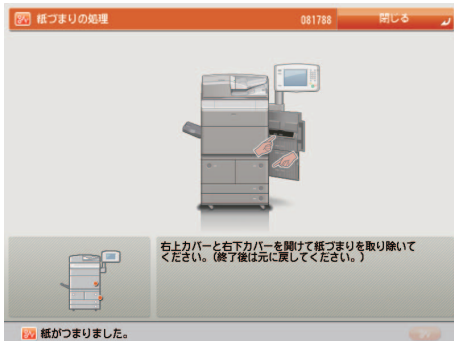 紙づまりの処理
081788
閉じる
右上カバーと右下カバーを開けて紙づまりを取り除いて
ください。(終了後は元に戻してください。)
紙がつまりました。